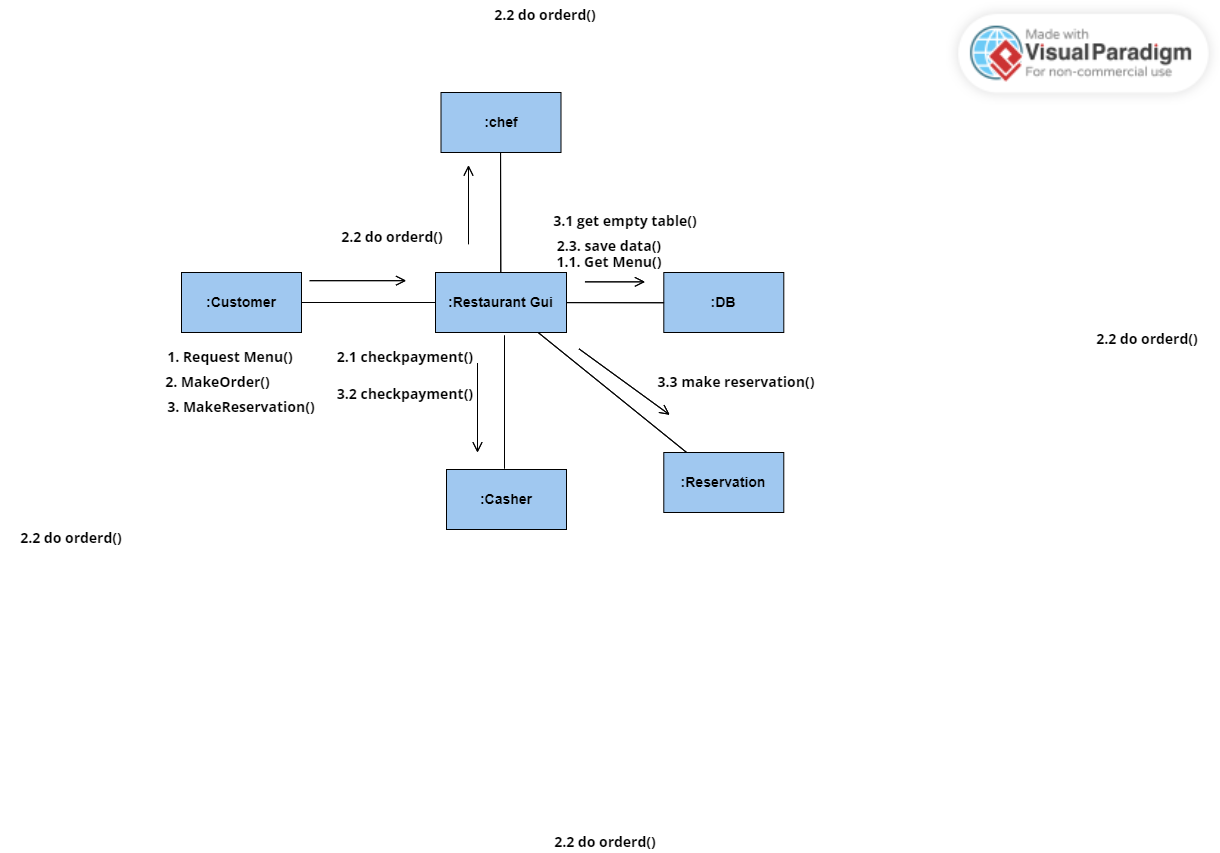 2.2 do orderd()
Made with
Visual Paradigm
For non-commercial use
:chef
3.1 get empty table()
2.2 do orderd()
2.3. save data()
1.1. Get Menu()
:Customer
:Restaurant Gui
:DB
2.2 do orderd()
1. Request Menu()
2.1 checkpayment()
2. MakeOrder()
3.3 make reservation()
3.2 checkpayment()
3. MakeReservation()
:Reservation
:Casher
2.2 do orderd()
2.2 do orderd()